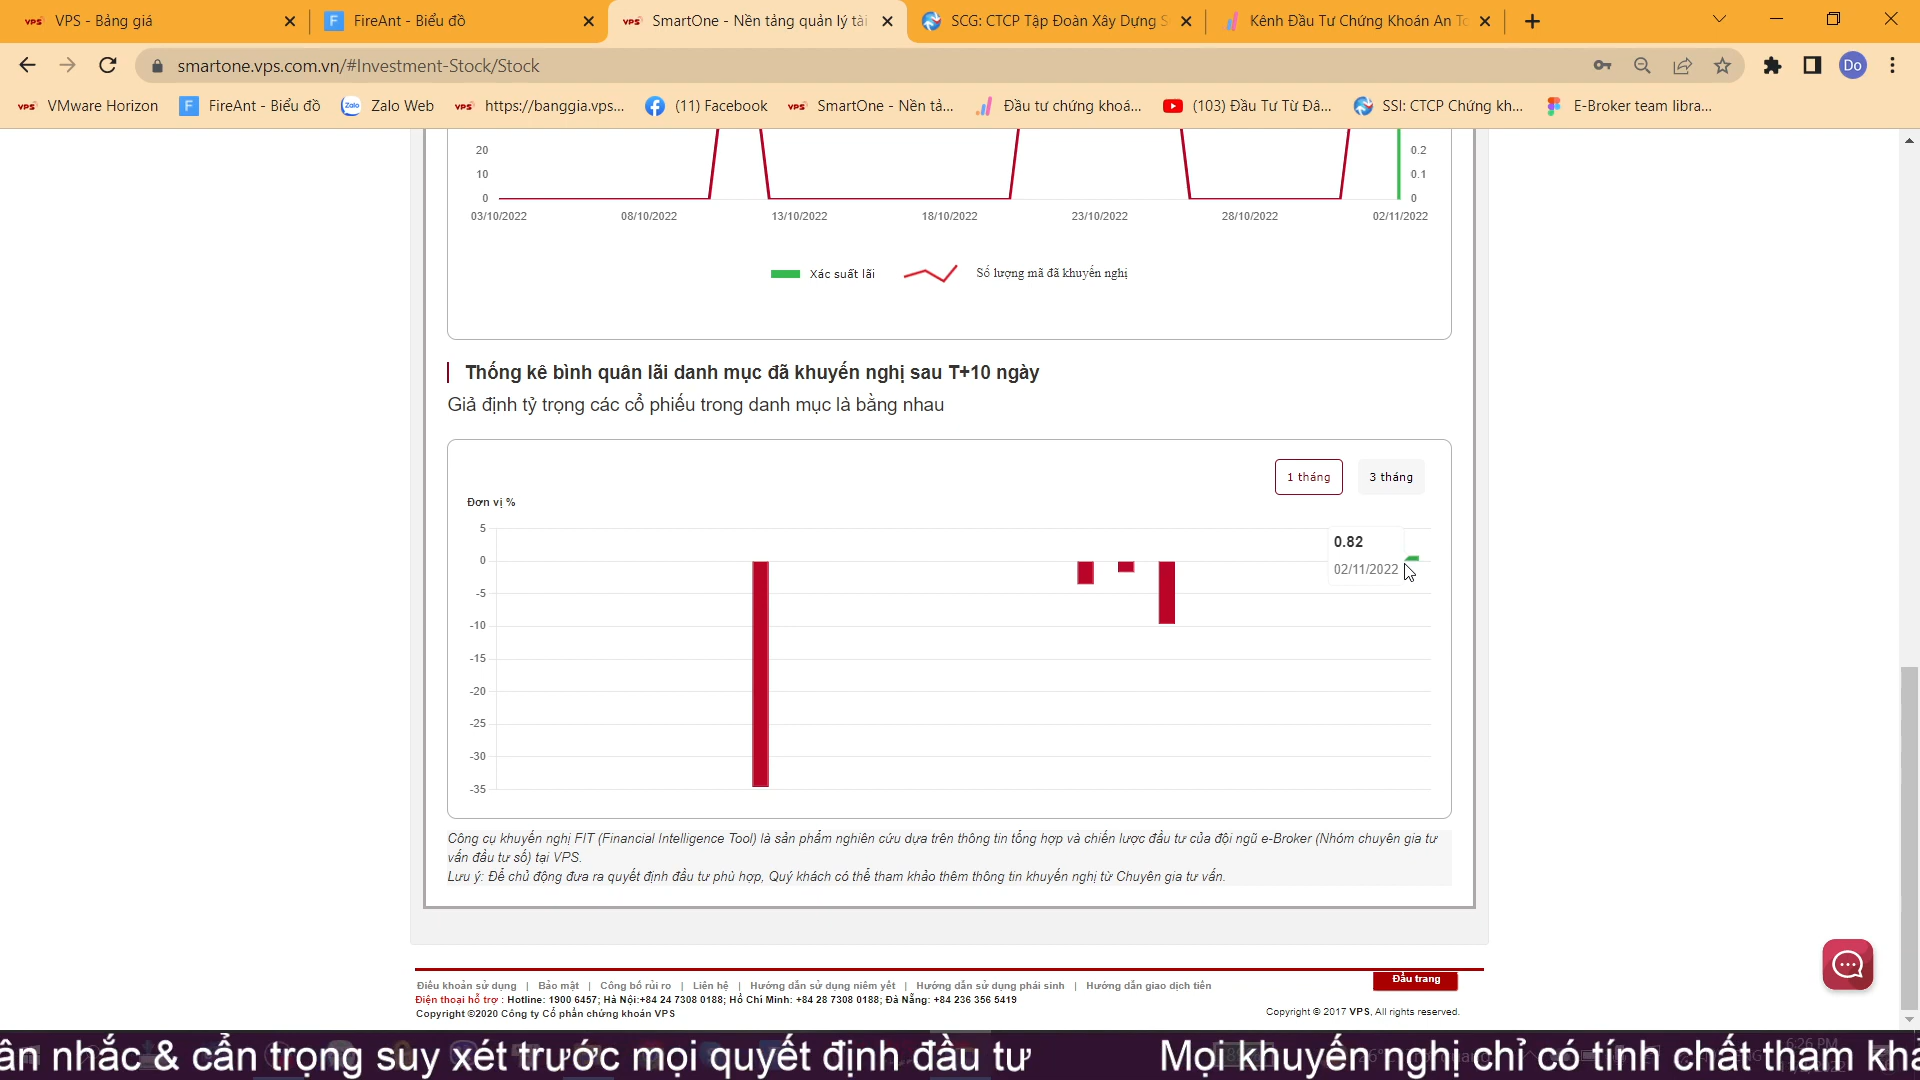 VPS - Bảng giá
FireAnt - Biểu đồ
SmartOne - Nền tảng quản lý tài
SCG: CTCP Tập Đoàn Xây Dựng S
Kênh Đầu Tư Chứng Khoán An To
smartone.vps.com.vn/#Investment-Stock/Stock
Do
VMware Horizon
FireAnt - Biểu đồ
Zalo Web
https://banggia.vps...
(11) Facebook
SmartOne - Nền tả...
Đầu tư chứng khoá...
(103) Đầu Tư Từ Đâ...
SSI: CTCP Chứng kh...
E-Broker team libra...
20 0.2
10 0.1
0 0
03/10/2022 08/10/2022 13/10/2022 18/10/2022 23/10/2022 28/10/2022 02/11/2022
Xác suất lãi Số lượng mã đã khuyến nghị
Thống kê bình quân lãi danh mục đã khuyến nghị sau T+10 ngày
Giả định tỷ trọng các cổ phiếu trong danh mục là bằng nhau
1 tháng 3 tháng
Đơn vị %
5
0.82
0
02/11/2022
-5
-10
-15
-20
-25
-30
-35
Công cụ khuyến nghị FIT (Financial Intelligence Tool) là sản phẩm nghiên cứu dựa trên thông tin tổng hợp và chiến lược đầu tư của đội ngũ e-Broker (Nhóm chuyên gia tư
vấn đầu tư số) tại VPS.
Lưu ý: Để chủ động đưa ra quyết định đầu tư phù hợp, Quý khách có thể tham khảo thêm thông tin khuyến nghị từ Chuyên gia tư vấn.
Đầu trang
Điều khoản sử dụng | Bảo mật | Công bố rủi ro | Liên hệ | Hướng dẫn sử dụng niêm yết | Hướng dẫn sử dụng phái sinh | Hướng dẫn giao dịch tiền
Điện thoại hỗ trợ : Hotline: 1900 6457; Hà Nội:+84 24 7308 0188; Hồ Chí Minh: +84 28 7308 0188; Đà Nẵng: +84 236 356 5419
Copyright ©2020 Công ty Cổ phần chứng khoán VPS
Copyright © 2017 VPS, All rights reserved.
ân nhắc & cẩn trọng suy xét trước mọi quyết định đầu tư Mọi khuyến nghị chỉ có tính chất tham khả
6:26 PM